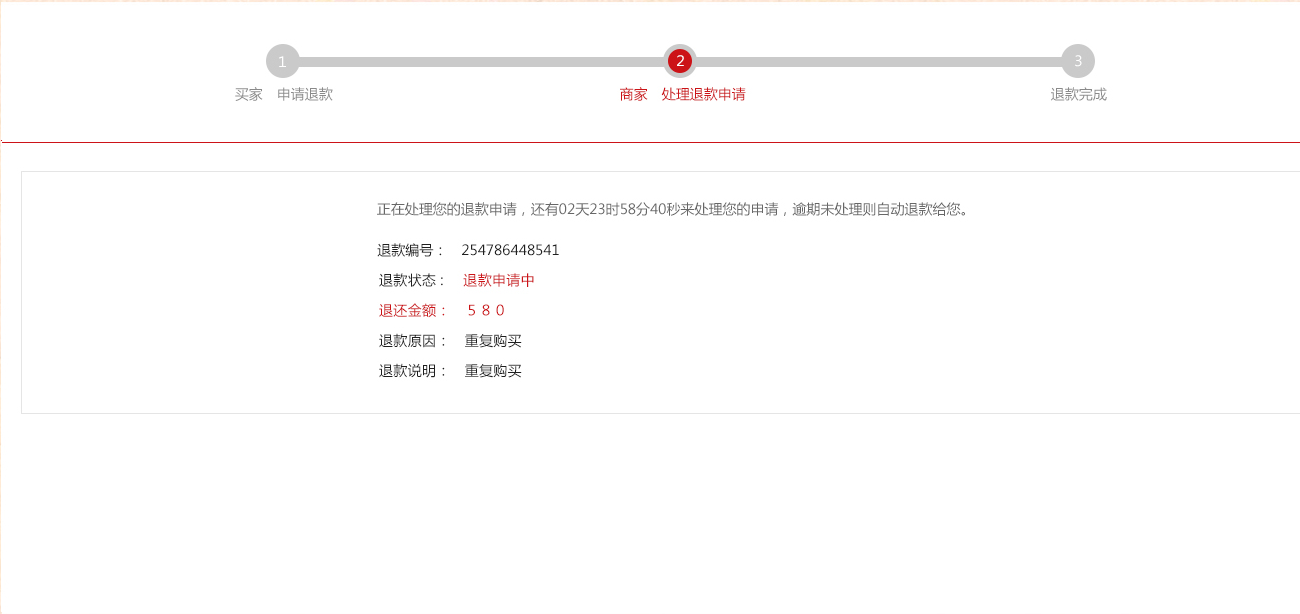 1
2
3
买家 申请退款
商家 处理退款申请
退款完成
正在处理您的退款申请，还有02天23时58分40秒来处理您的申请，逾期未处理则自动退款给您。
退款编号： 254786448541
退款状态： 退款申请中
退还金额： ５８０
退款原因： 重复购买
退款说明： 重复购买